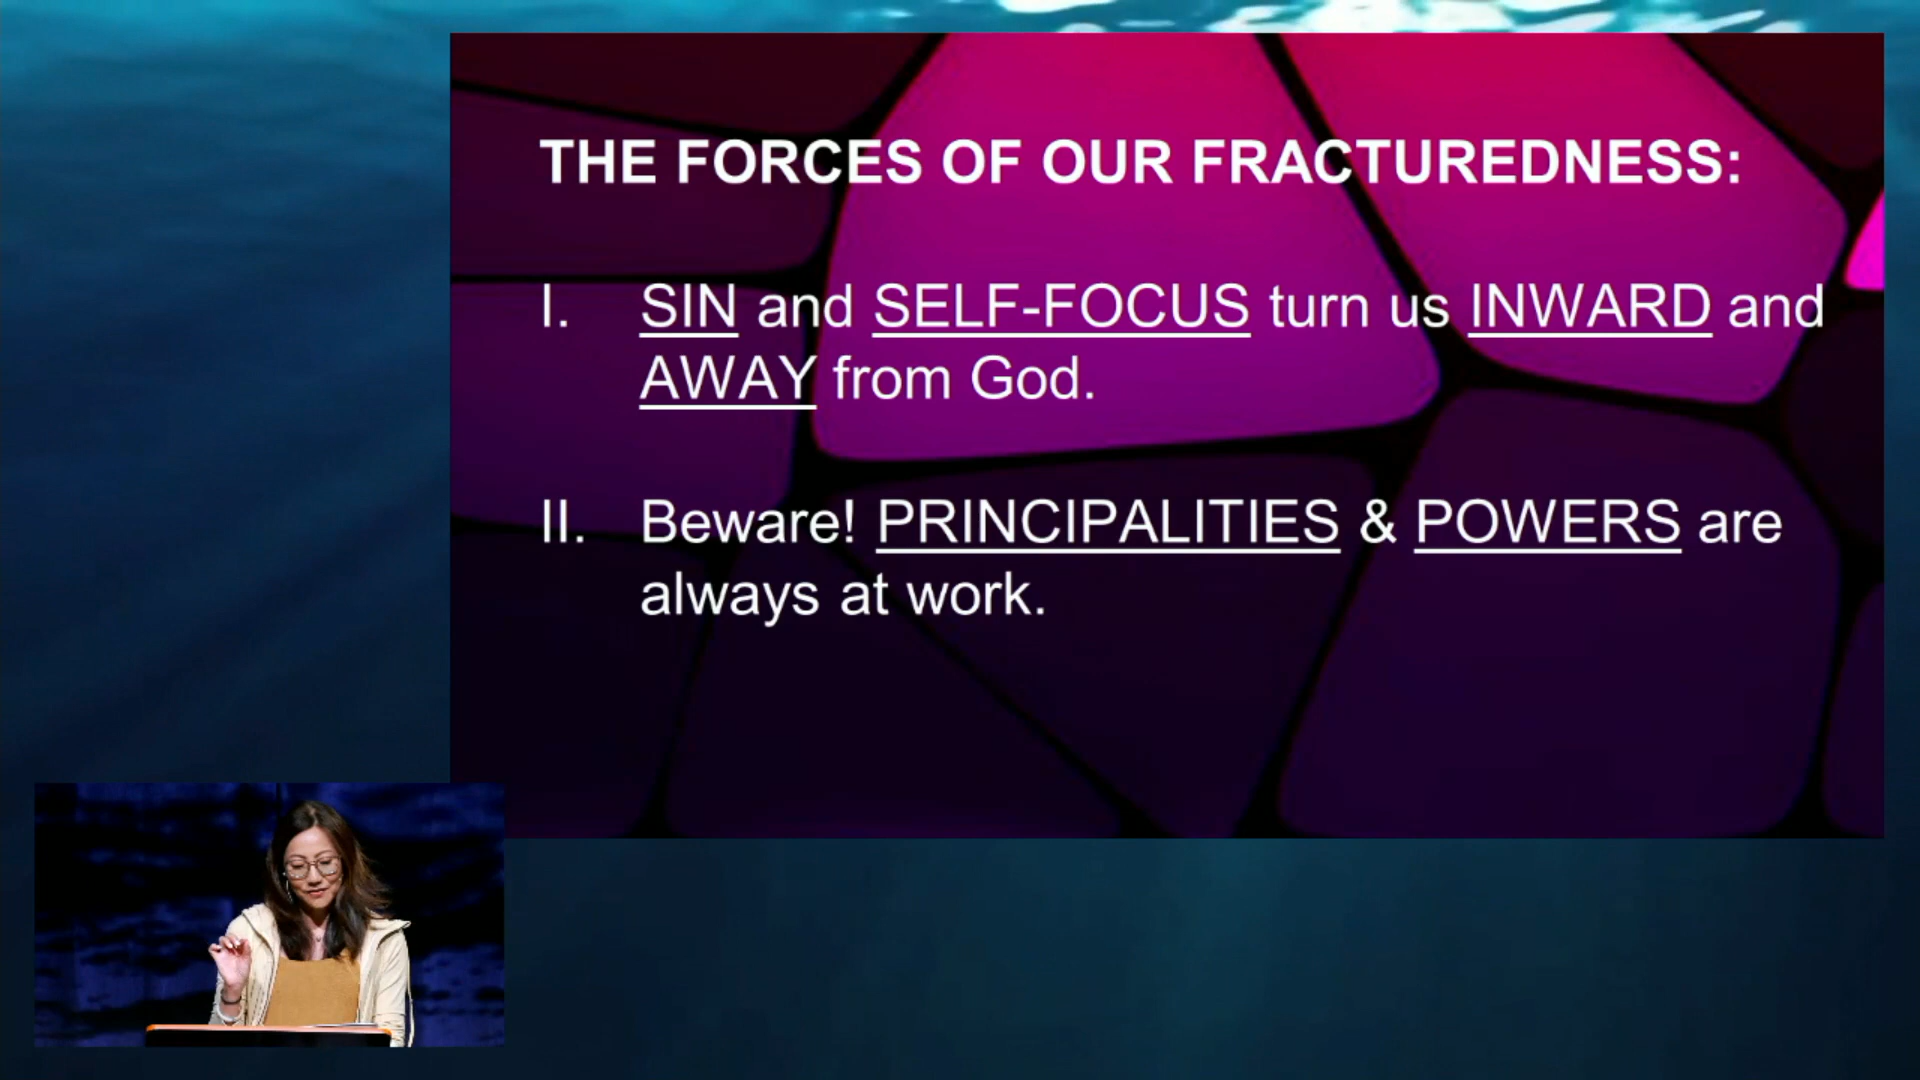 THE FORCES OF OUR FRACTUREDNESS:
I. SIN and SELF-FOCUS turn us INWARD and
AWAY from God.
II. Beware! PRINCIPALITIES & POWERS are
always at work.